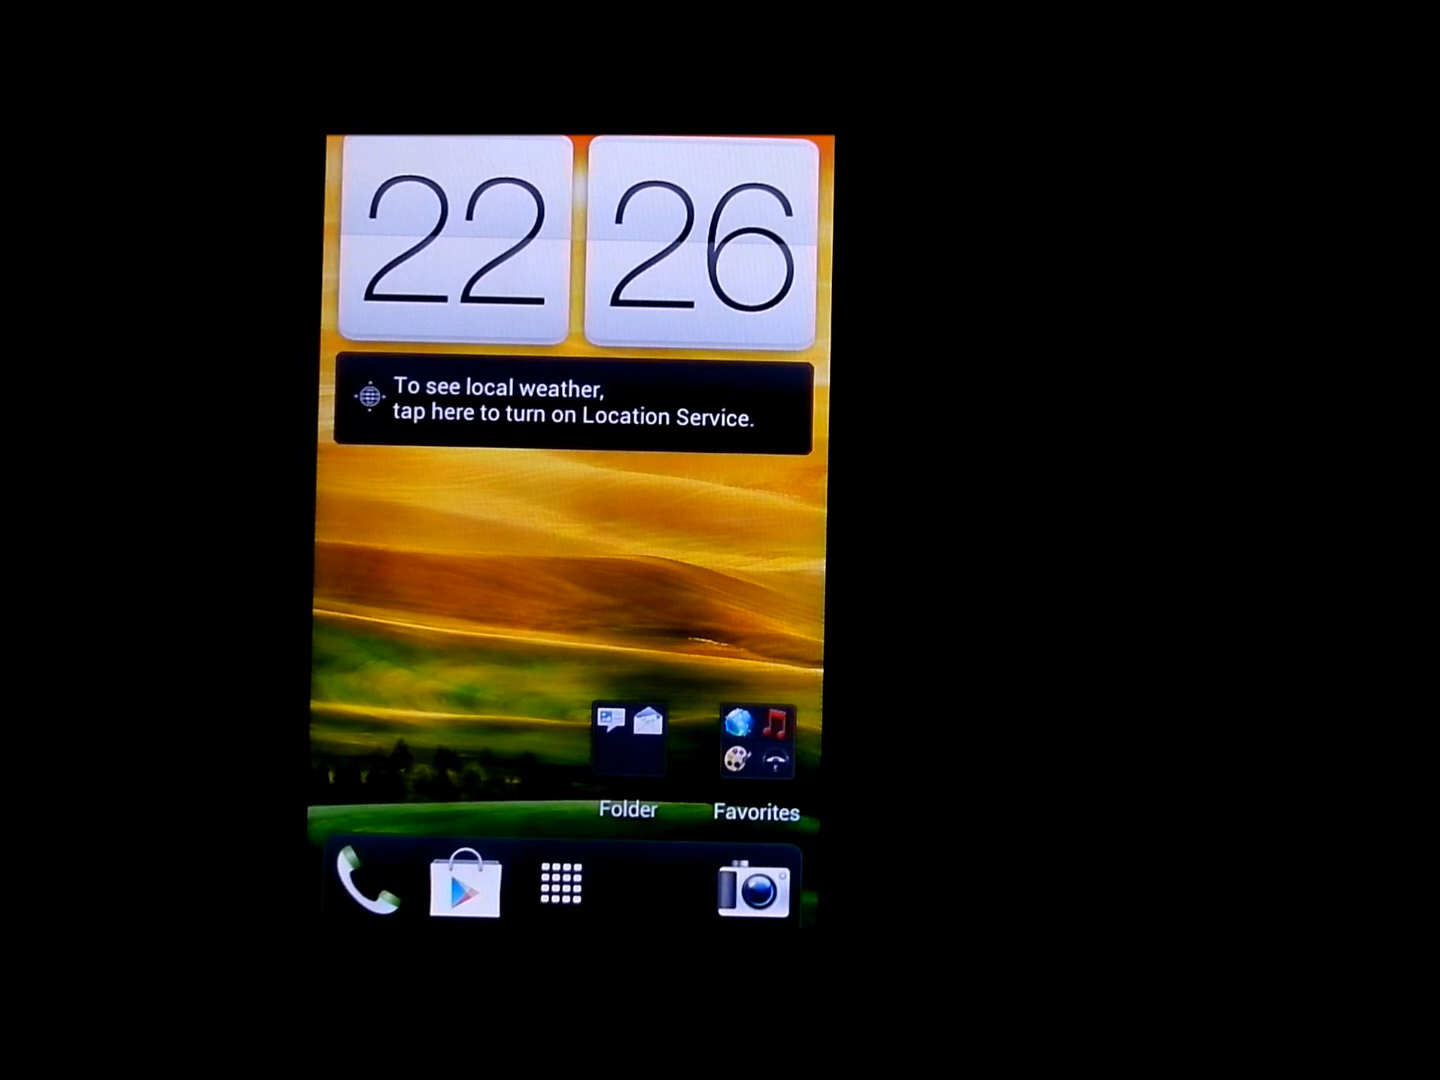 22 26
To see local weather,
tap here to turn on Location Service.
Folder Favorites